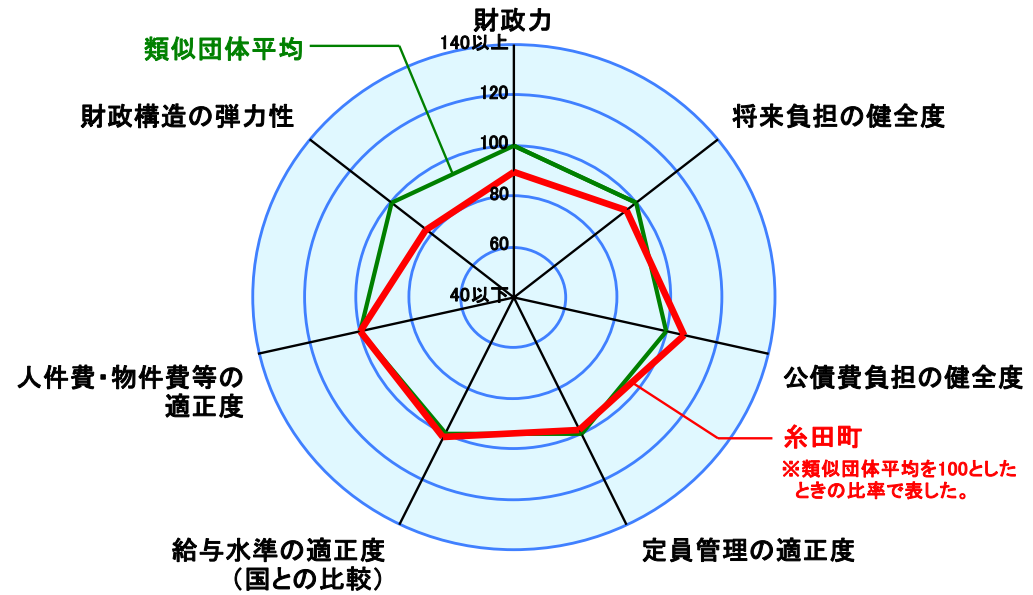 財政力
類似団体平均
140以上
120
100
80
60
40以下
財政構造の弾力性
将来負担の健全度
人件費・物件費等の
適正度
公債費負担の健全度
糸田町
※類似団体平均を100とした
ときの比率で表した。
給与水準の適正度
（国との比較）
定員管理の適正度